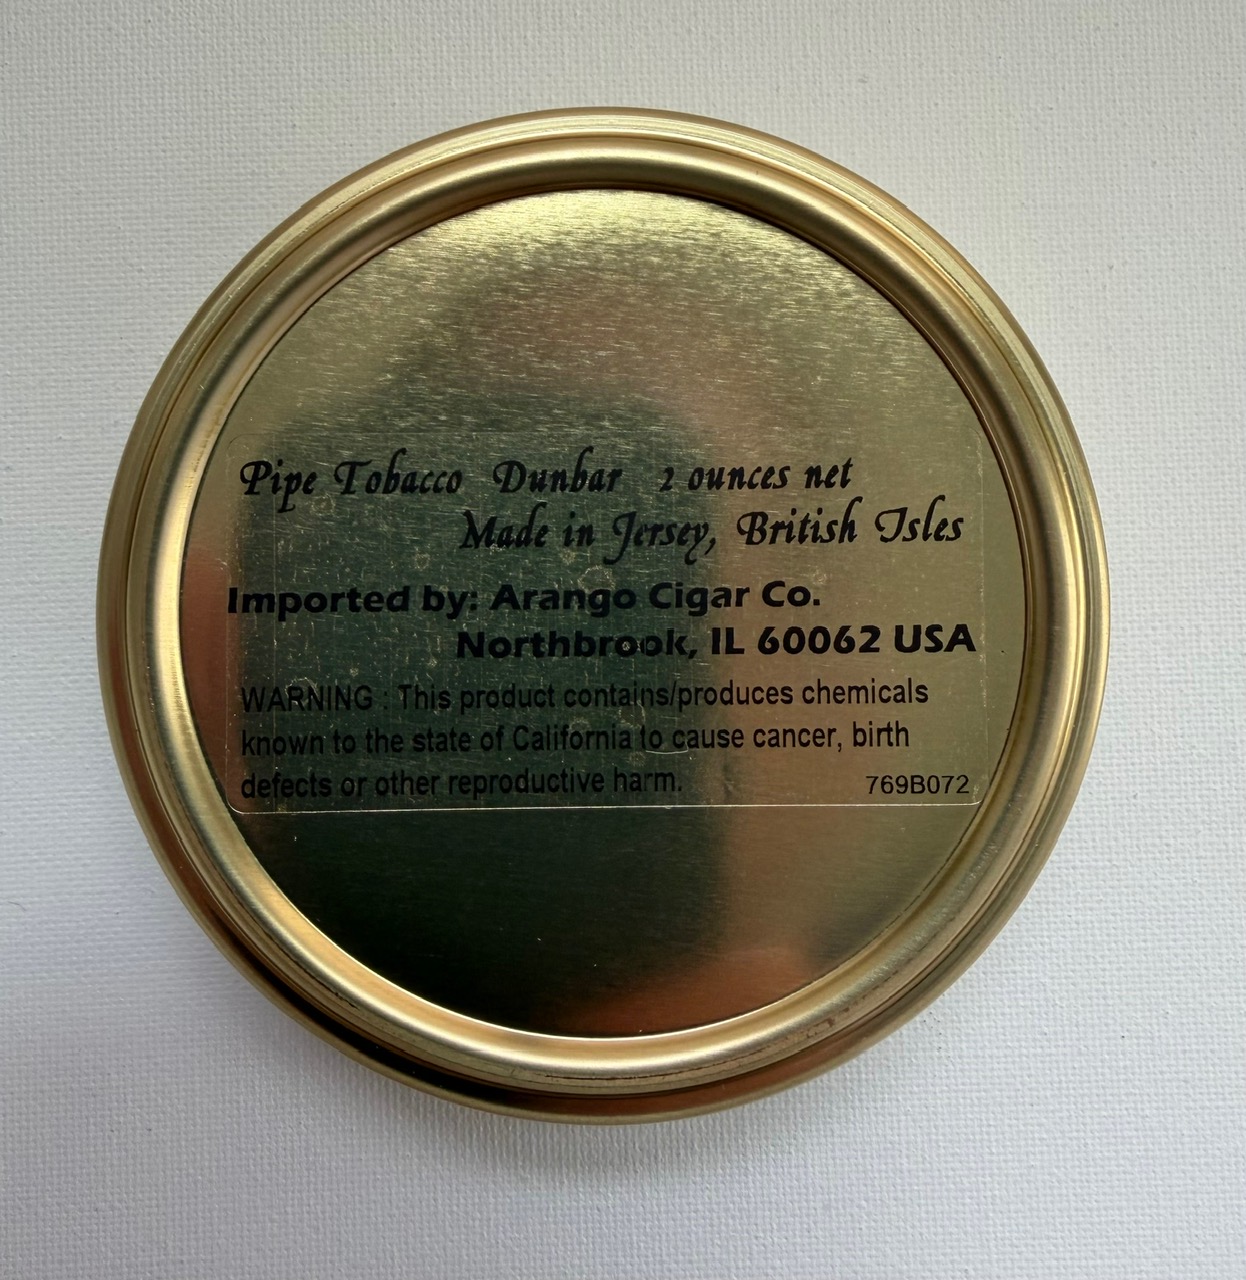 Pipe Tobacco Dunbar 2 ounces net
Made in Jersey, British Isles
Imported by: Arango Cigar Co.
Northbrook, IL 60062 USA
WARNING : This product contains/produces chemicals
known to the state of California to cause cancer, birth
defects or other reproductive harm. 769B072